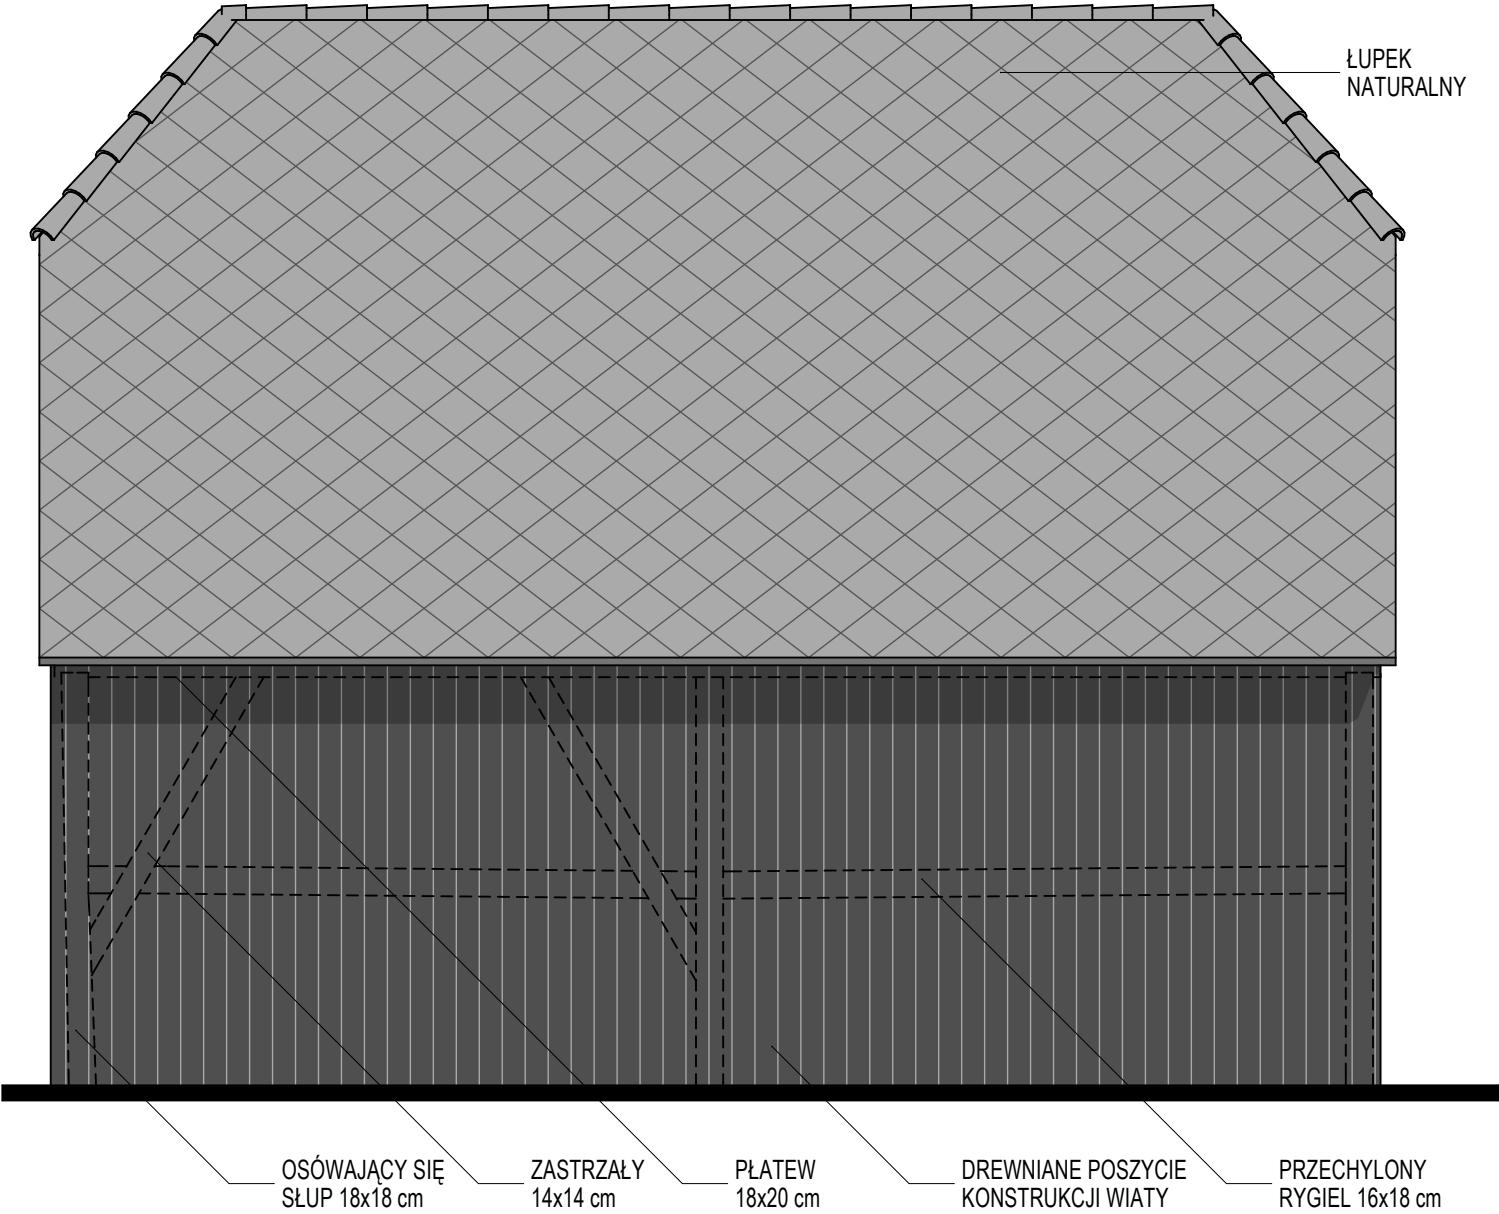 ŁUPEK
NATURALNY
OSÓWAJĄCY SIĘ
SŁUP 18x18 cm
ZASTRZAŁY
14x14 cm
PŁATEW
18x20 cm
DREWNIANE POSZYCIE
KONSTRUKCJI WIATY
PRZECHYLONY
RYGIEL 16x18 cm